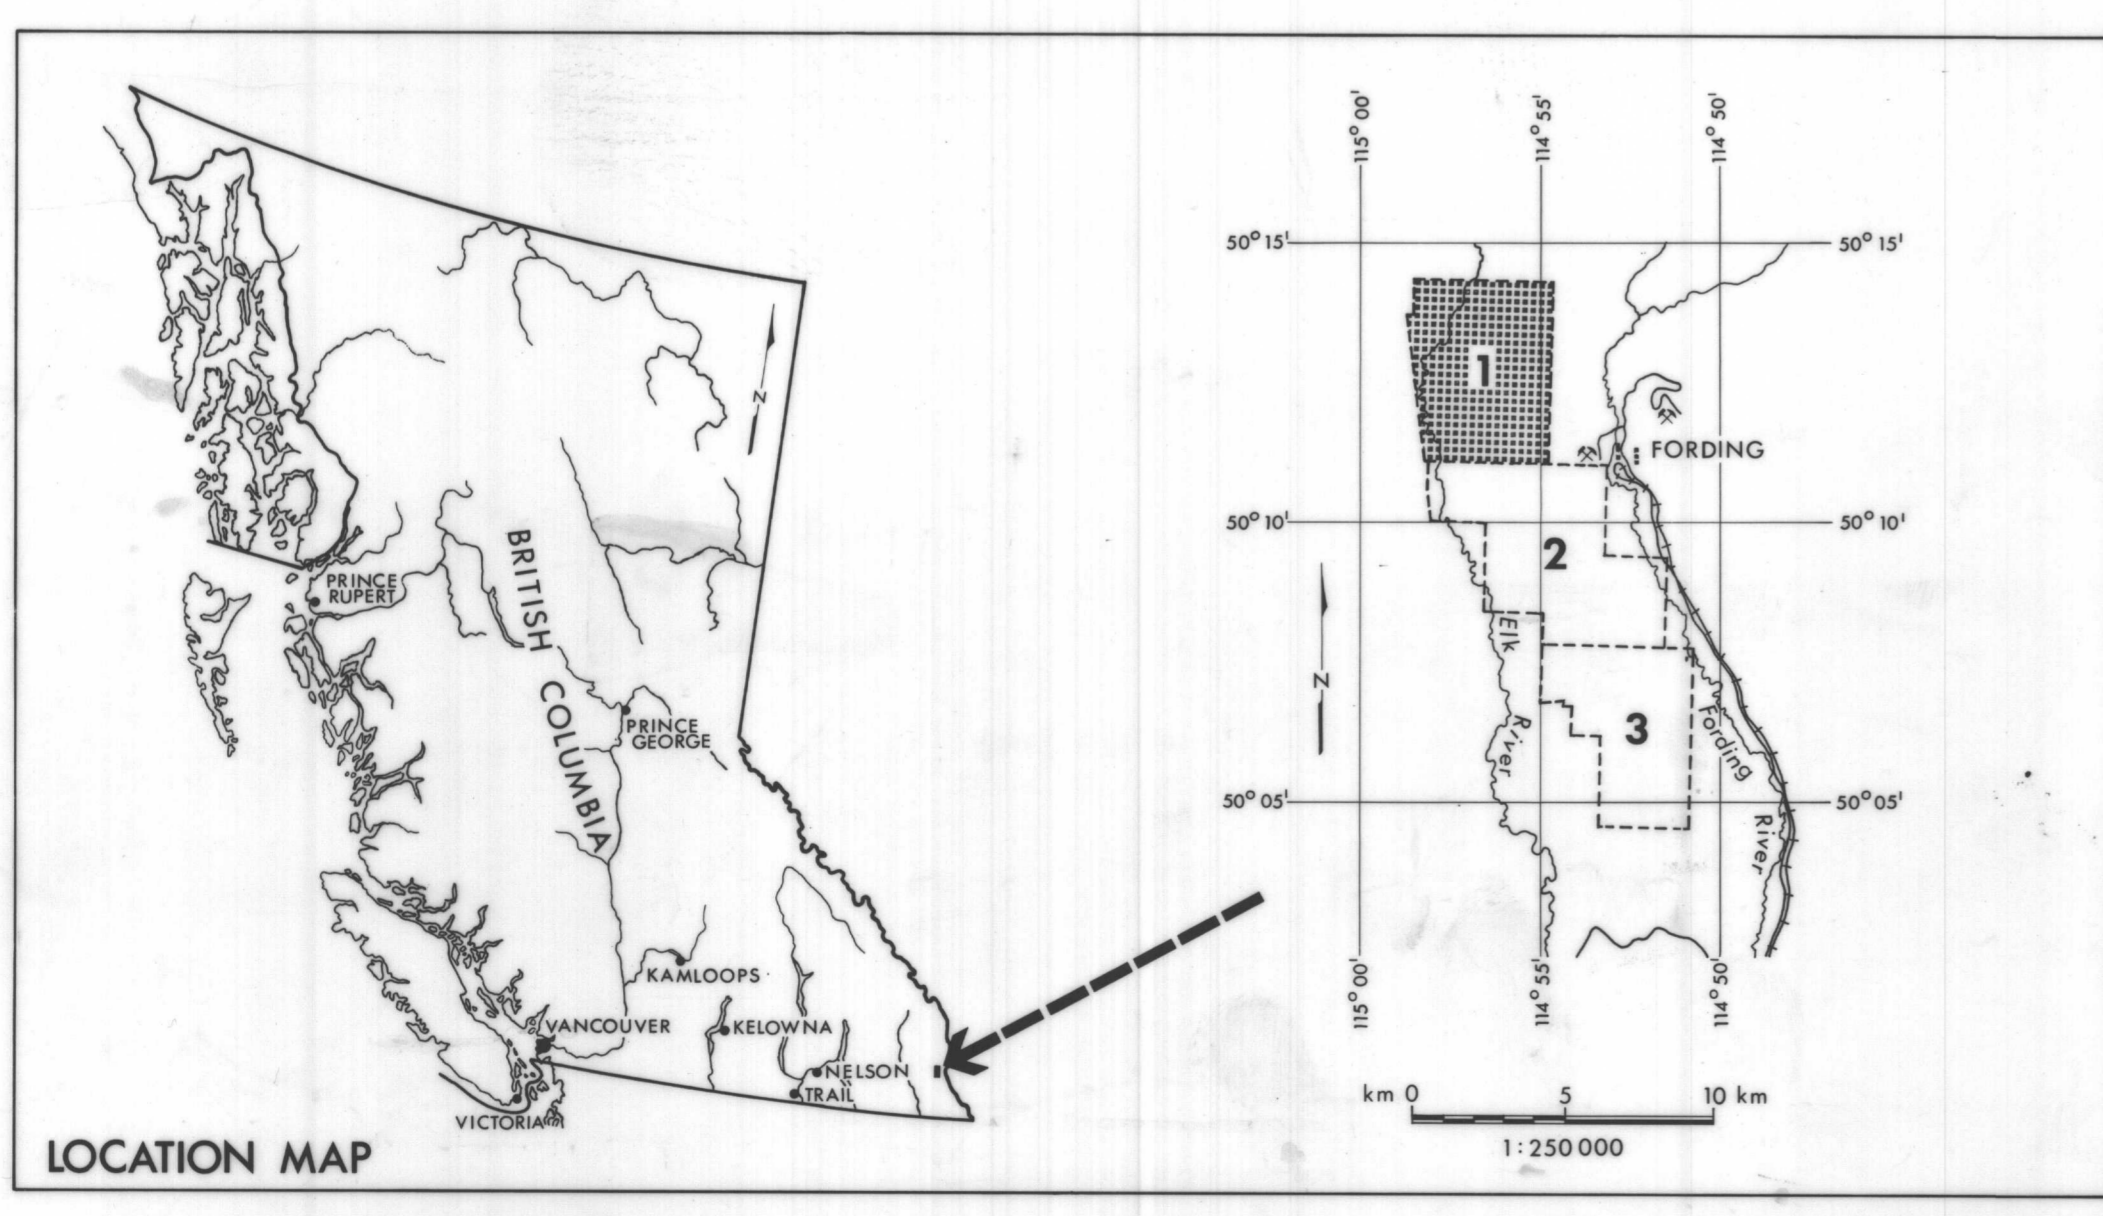 PRINCE
RUPERT
BRITISH
COLUMBIA
PRINCE
GEORGE
KAMLOOPS
VANCOUVER
KELOWNA
NELSON
TRAIL
VICTORIA
N
LOCATION MAP
115° 00'
114° 55'
114° 50'
50° 15'
50° 15'
1
FORDING
50° 10'
50° 10'
2
Elk
River
N
3
Fording
River
50° 05'
50° 05'
115° 00'
114° 55'
114° 50'
km 0 5 10 km
1:250 000